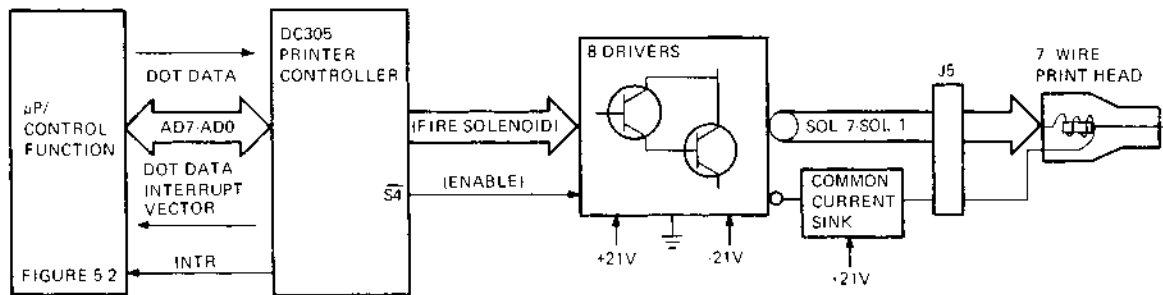 µP/
CONTROL
FUNCTION
FIGURE 5 2
DOT DATA
AD7-AD0
DOT DATA
INTERRUPT
VECTOR
INTR
DC305
PRINTER
CONTROLLER
S4
(FIRE SOLENOID)
(ENABLE)
8 DRIVERS
+21V
-21V
SOL 7-SOL 1
COMMON
CURRENT
SINK
+21V
J5
7 WIRE
PRINT HEAD